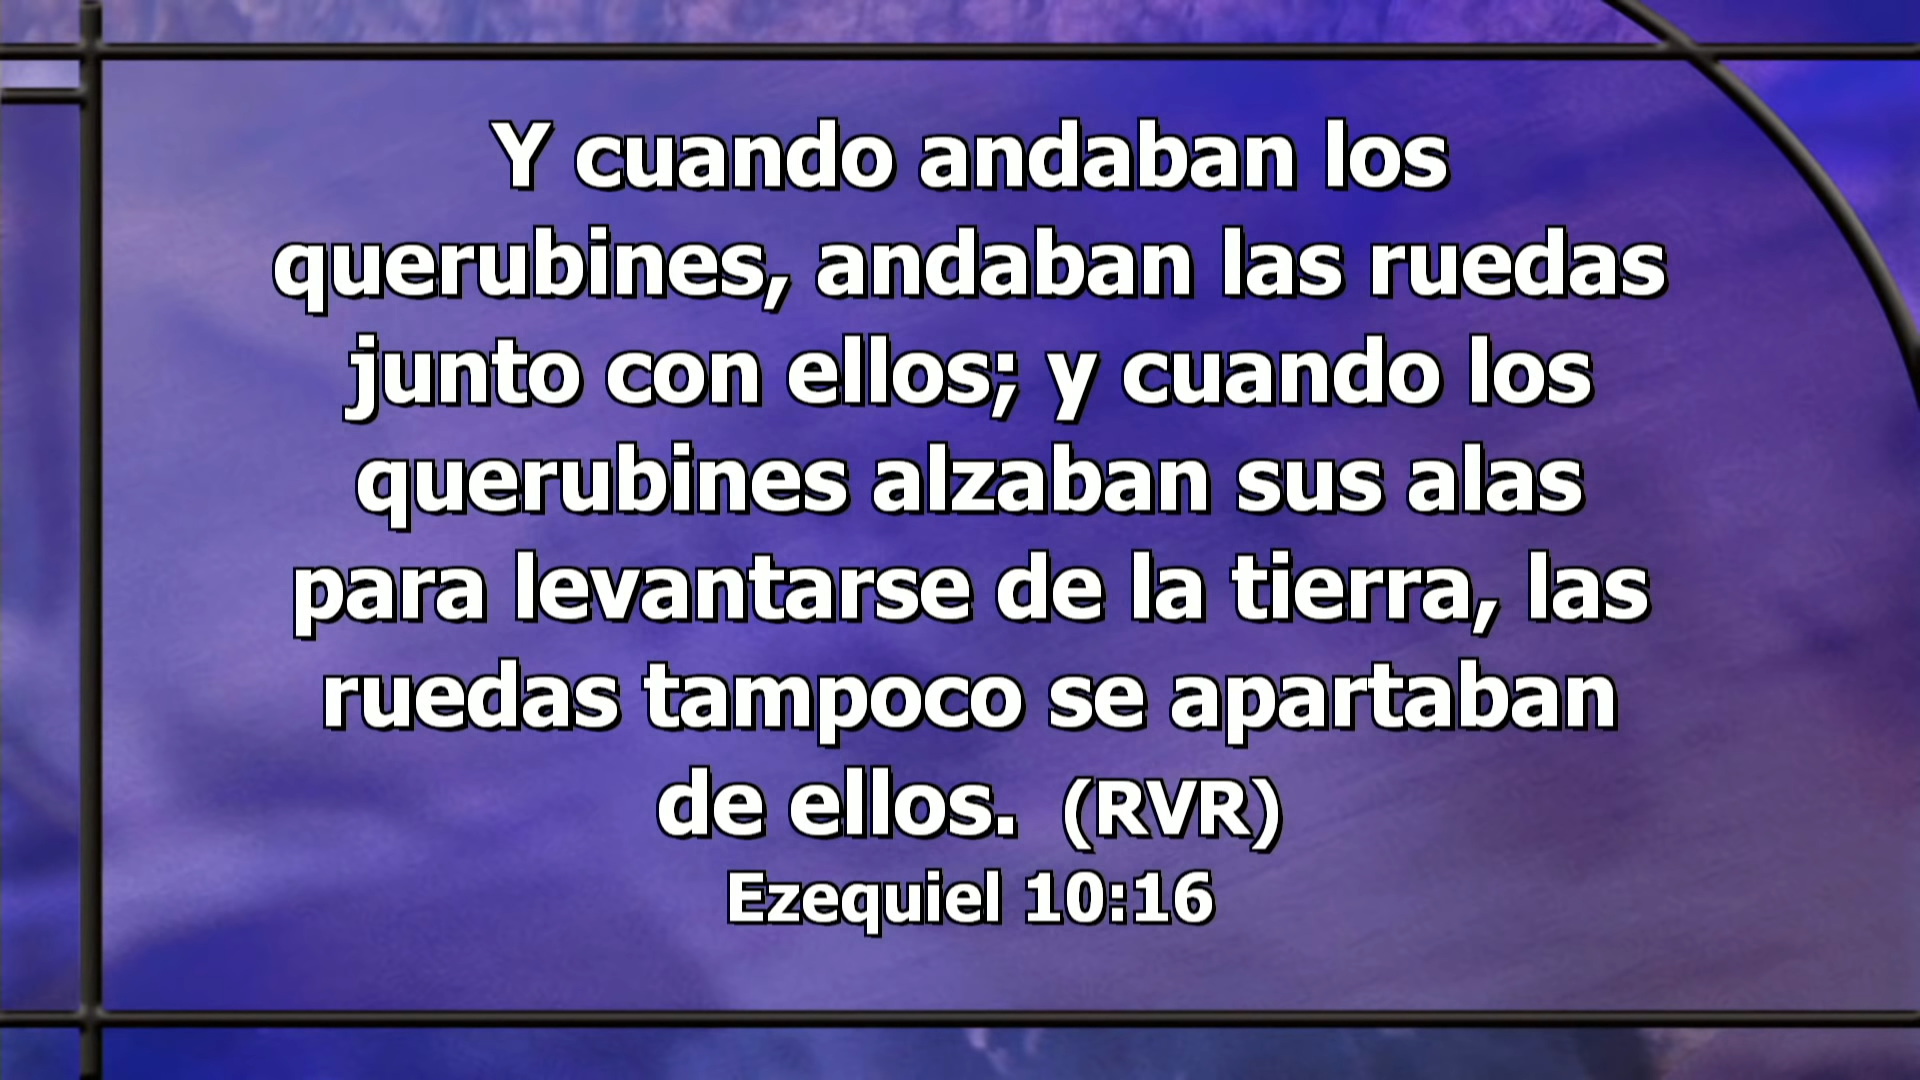 Y cuando andaban los
querubines, andaban las ruedas
junto con ellos; y cuando los
querubines alzaban sus alas
para levantarse de la tierra, las
ruedas tampoco se apartaban
de ellos. (RVR)
Ezequiel 10:16